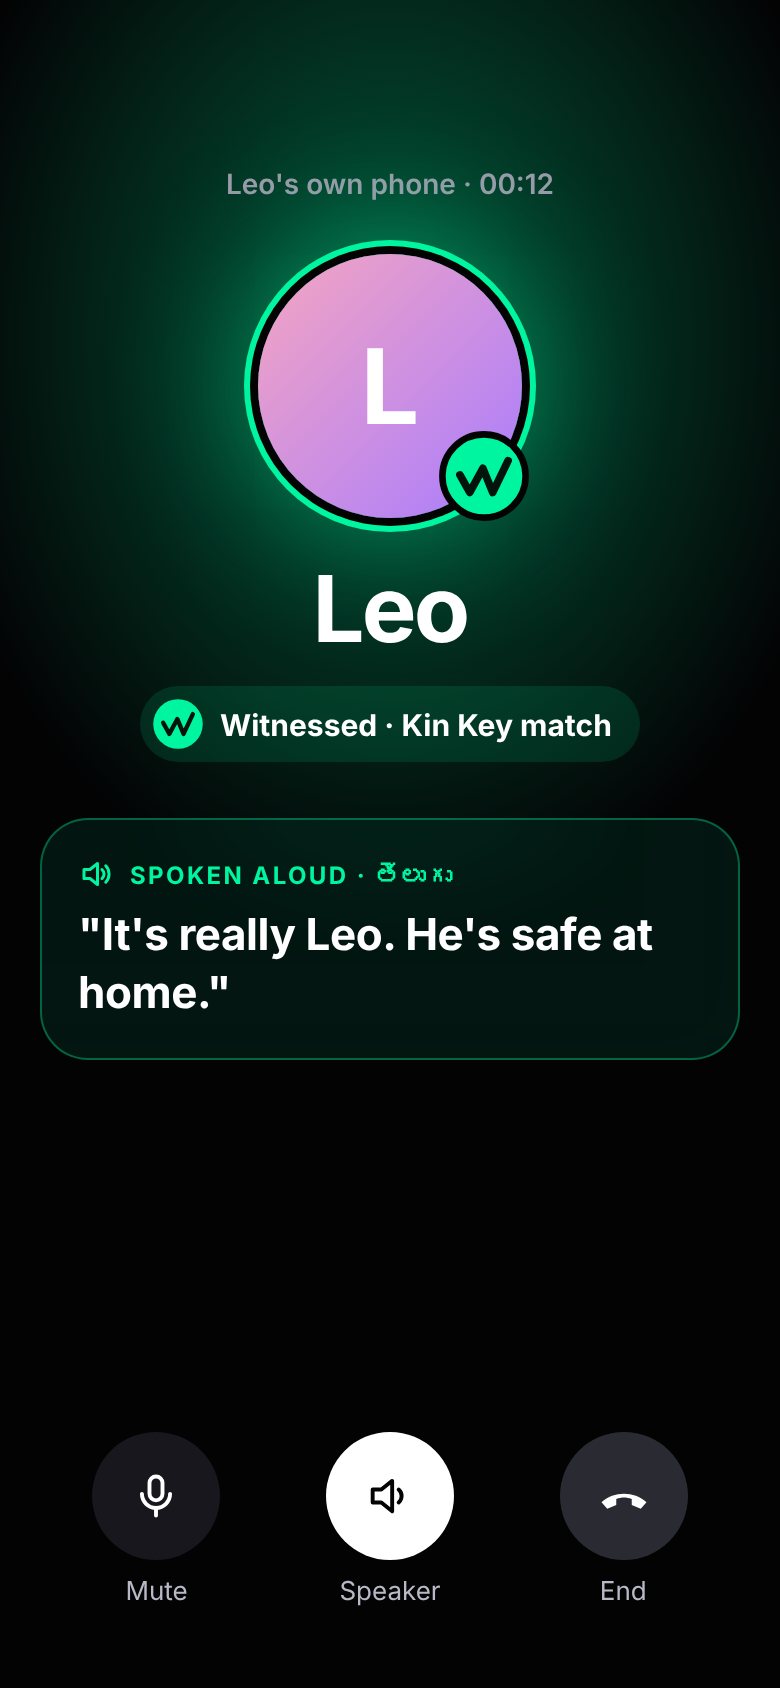 Leo's own phone · 00:12
L
Leo
Witnessed · Kin Key match
SPOKEN ALOUD · తెలుగు
"It's really Leo. He's safe at
home."
Mute
Speaker
End